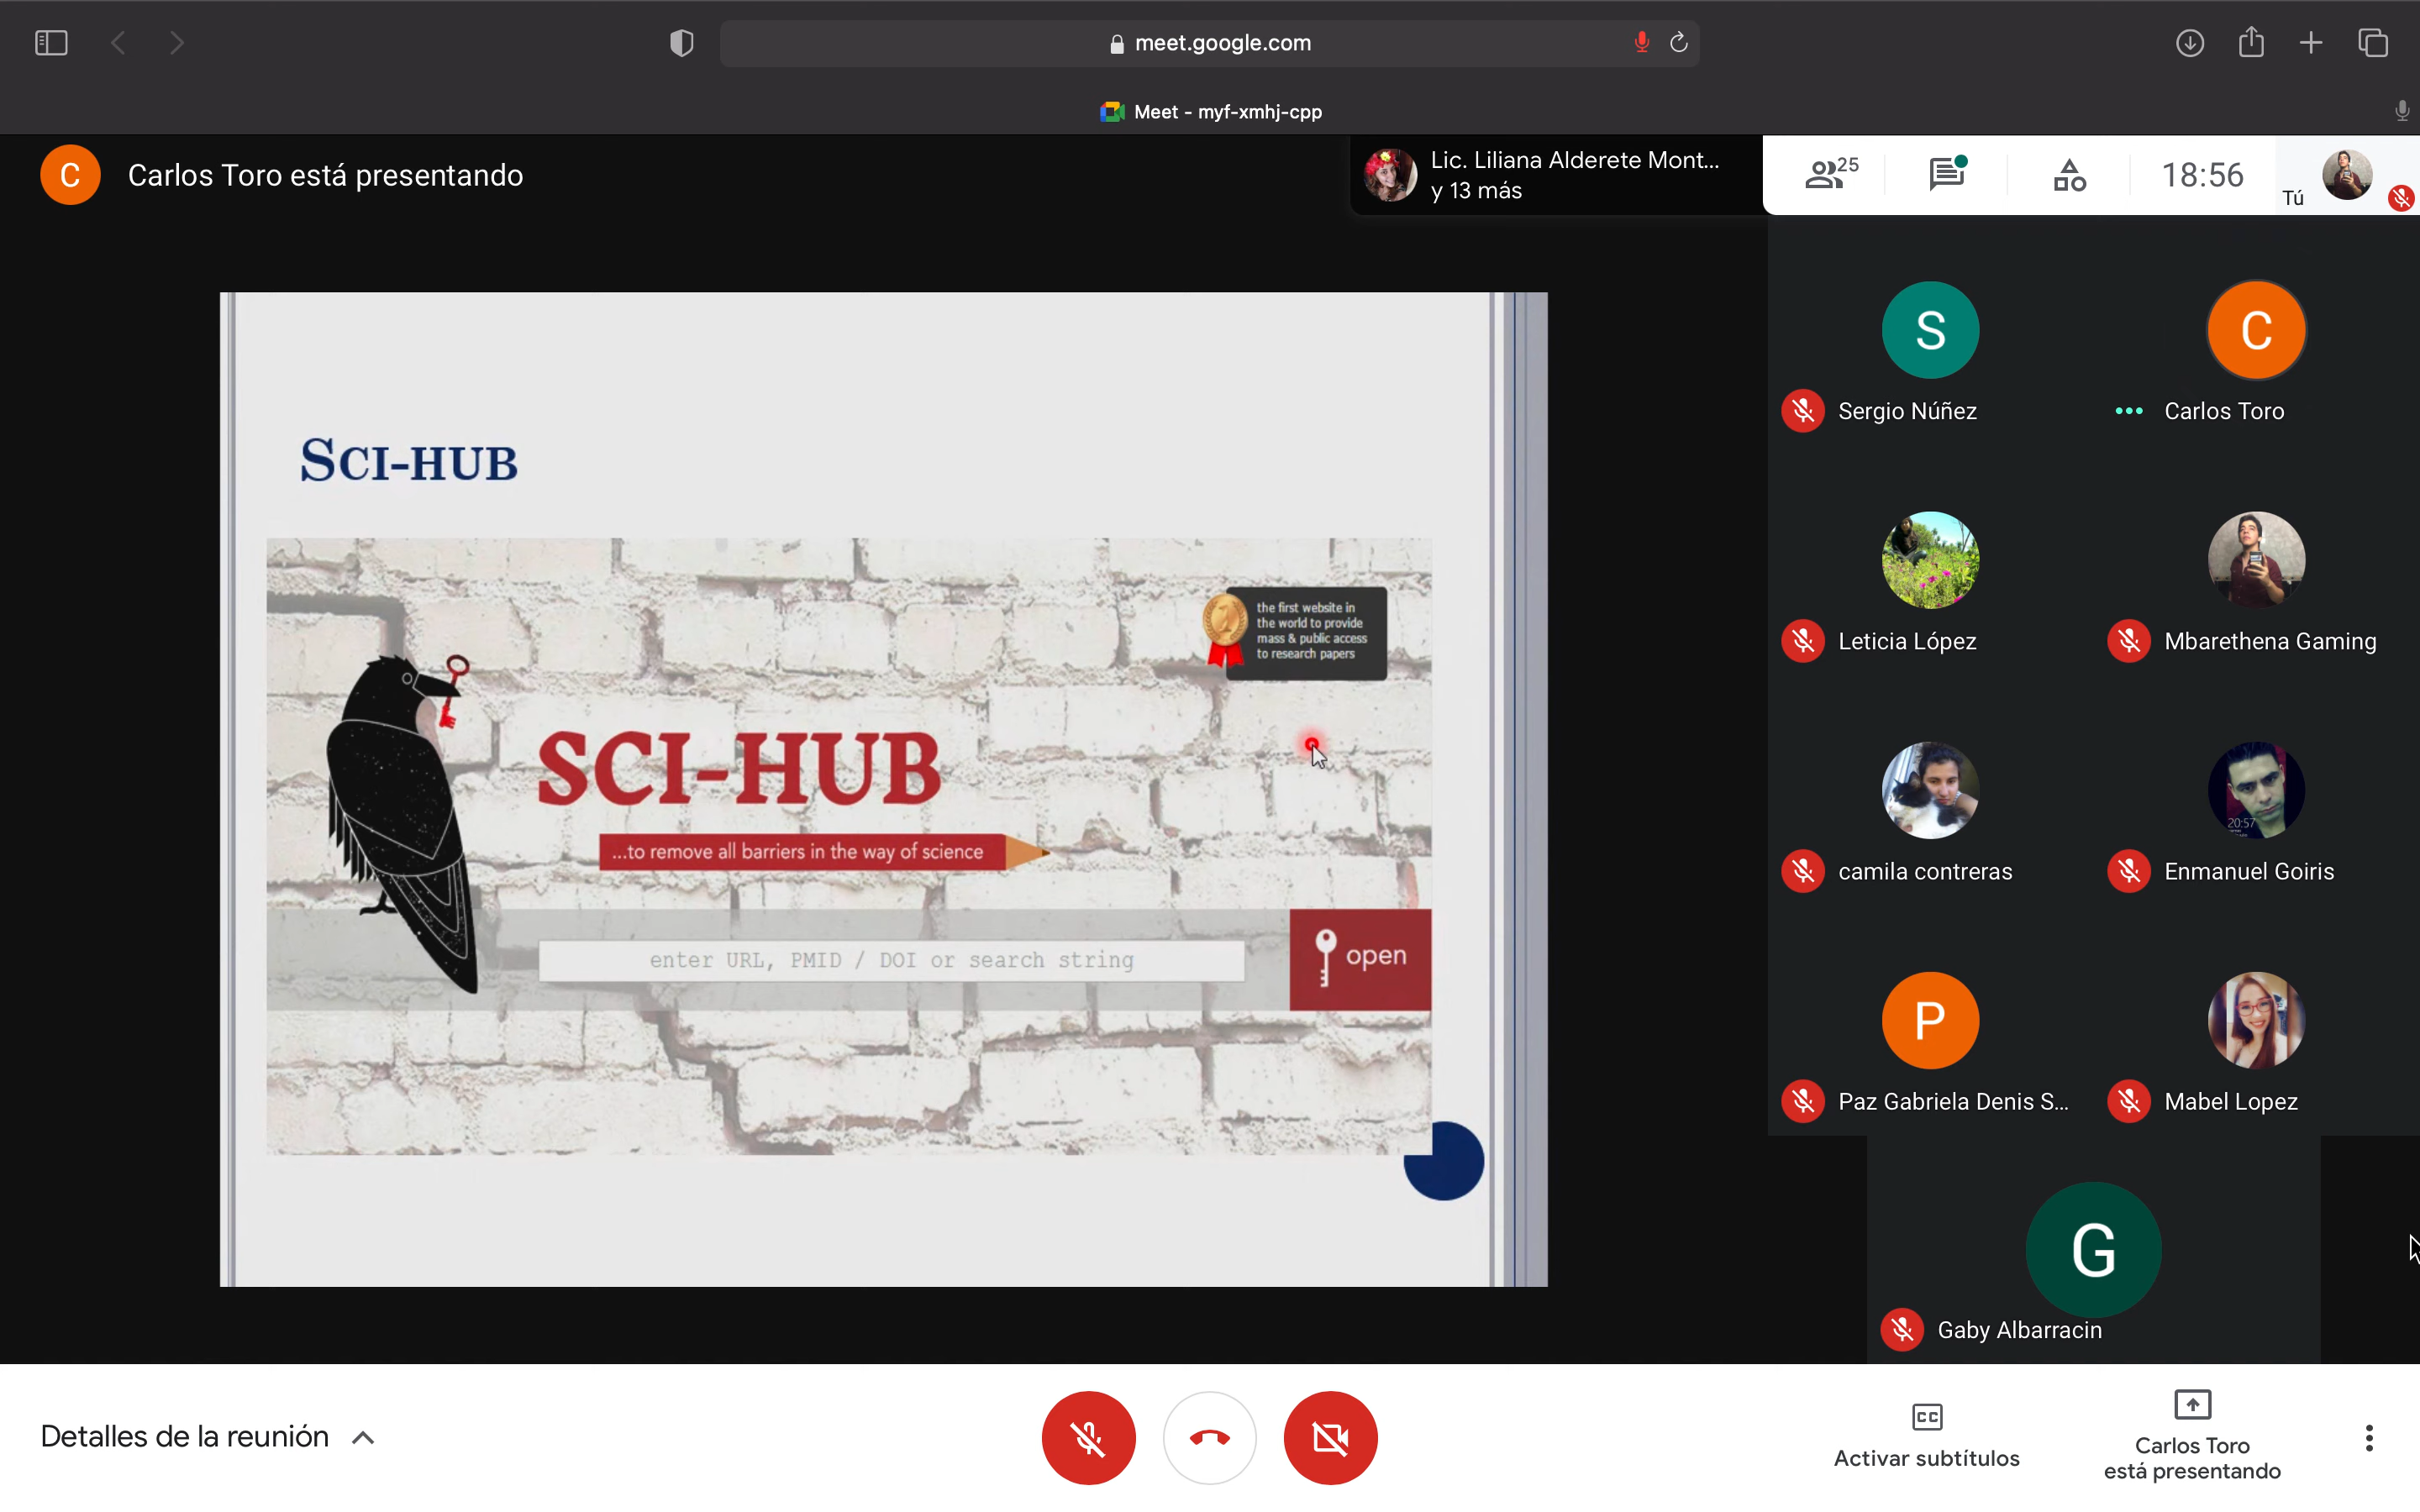 meet.google.com
Meet - myf-xmhj-cpp
C
Carlos Toro está presentando
Lic. Liliana Alderete Mont...
y 13 más
25
18:56
Tú
SCI-HUB
the first website in
the world to provide
mass & public access
to research papers
SCI-HUB
...to remove all barriers in the way of science
enter URL, PMID / DOI or search string
open
S
Sergio Núñez
C
Carlos Toro
Leticia López
Mbarethena Gaming
camila contreras
20:57
Enmanuel Goiris
P
Paz Gabriela Denis S...
Mabel Lopez
G
Gaby Albarracin
Detalles de la reunión
CC
Activar subtítulos
Carlos Toro
está presentando